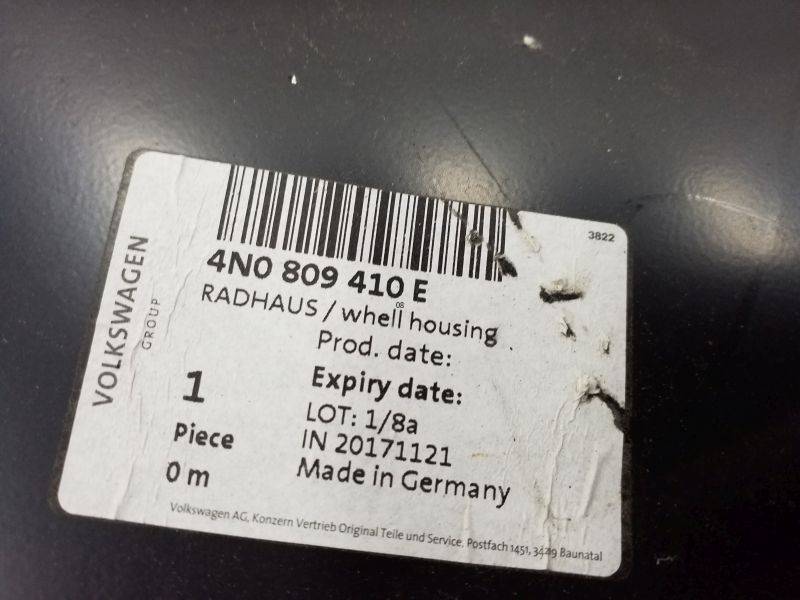 3822
4N0 809 410 E
RADHAUS / whell housing
08
Prod. date:
Expiry date:
1
LOT: 1/8a
Piece
IN 20171121
0 m
Made in Germany
VOLKSWAGEN
GROUP
Volkswagen AG, Konzern Vertrieb Original Teile und Service, Postfach 1451, 34219 Baunatal